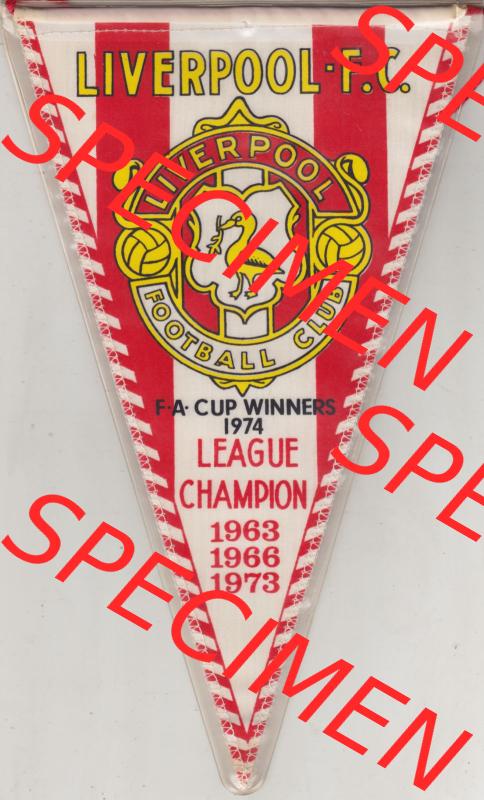 LIVERPOOL·F.C.
LIVERPOOL
FOOTBALL CLUB
F·A· CUP WINNERS
1974
LEAGUE
CHAMPION
1963
1966
1973
SPECIMEN
SPECIMEN
SPE
SPE